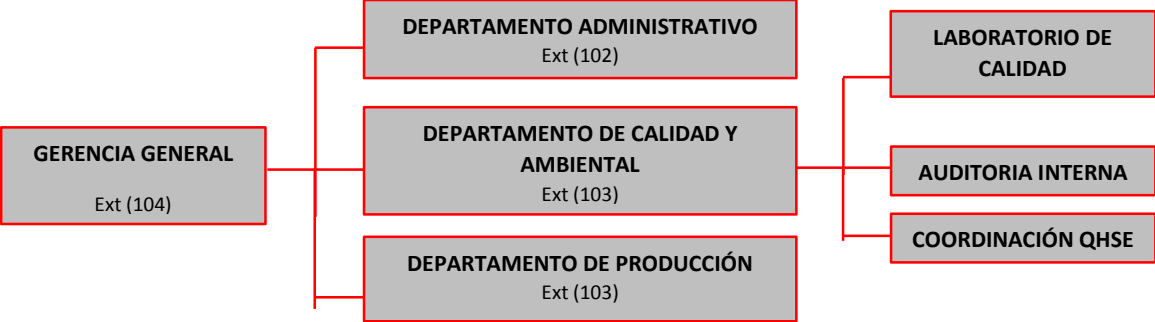 GERENCIA GENERAL
Ext (104)
DEPARTAMENTO ADMINISTRATIVO
Ext (102)
DEPARTAMENTO DE CALIDAD Y
AMBIENTAL
Ext (103)
DEPARTAMENTO DE PRODUCCIÓN
Ext (103)
LABORATORIO DE
CALIDAD
AUDITORIA INTERNA
COORDINACIÓN QHSE